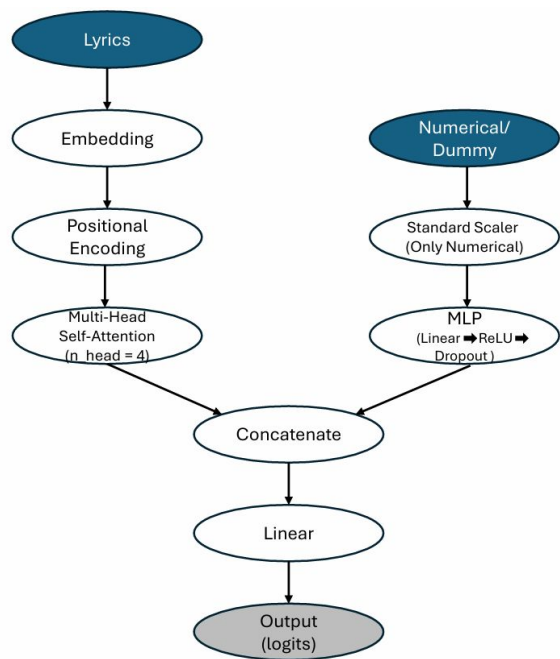 Lyrics
Embedding
Positional
Encoding
Multi-Head
Self-Attention
(n_head = 4)
Numerical/
Dummy
Standard Scaler
(Only Numerical)
MLP
(Linear ➡ReLU ➡
Dropout)
Concatenate
Linear
Output
(logits)